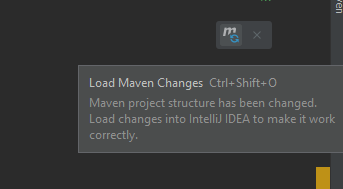 ven
m
Load Maven Changes Ctrl+Shift+O
Maven project structure has been changed.
Load changes into IntelliJ IDEA to make it work
correctly.